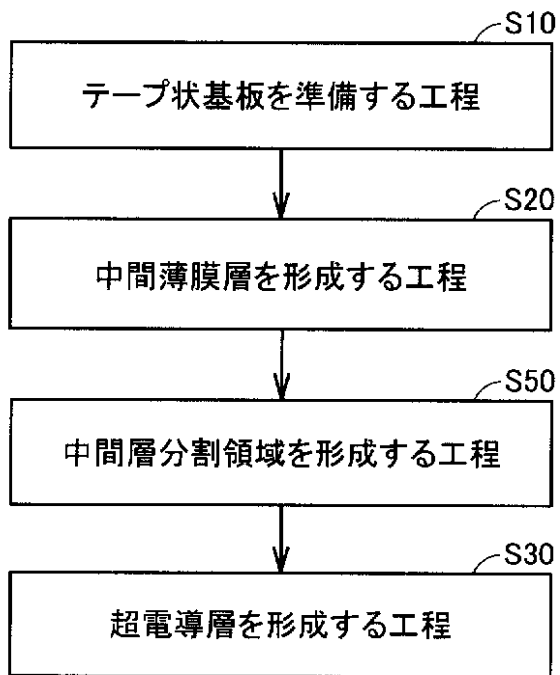 S10
テープ状基板を準備する工程
S20
中間薄膜層を形成する工程
S50
中間層分割領域を形成する工程
S30
超電導層を形成する工程